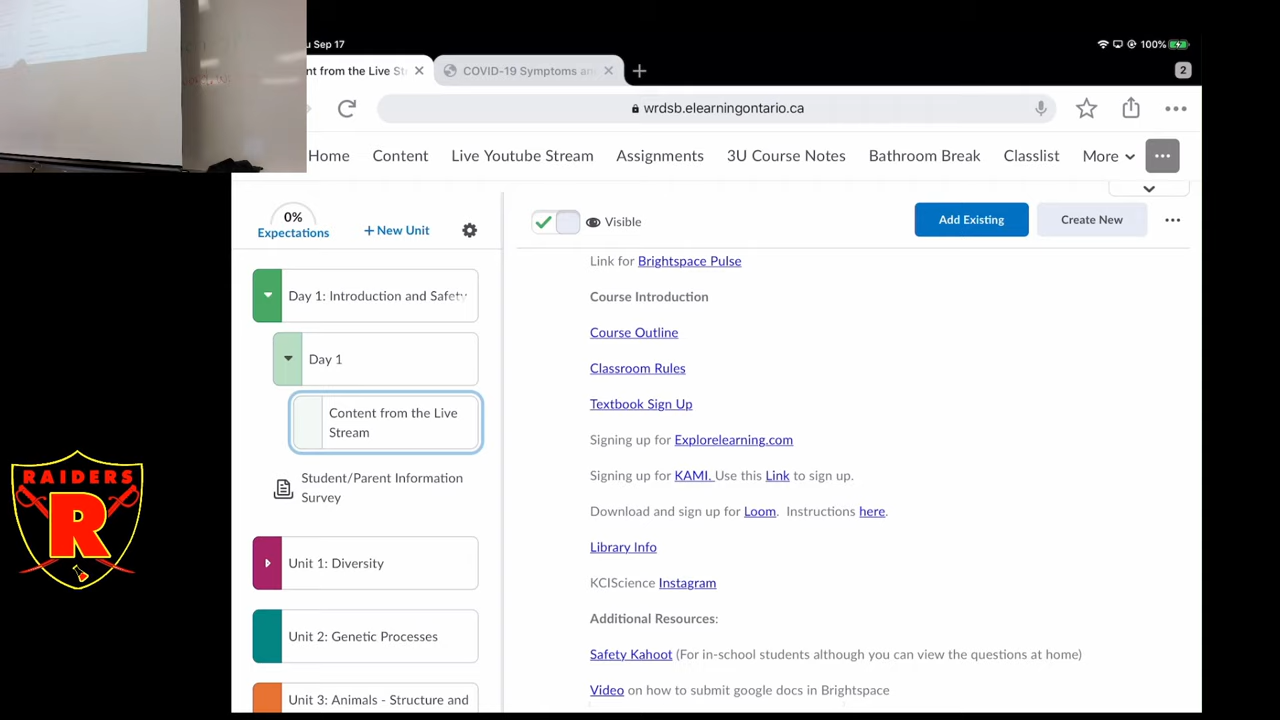 u Sep 17
100%
nt from the Live St
COVID-19 Symptoms an
2
wrdsb.elearningontario.ca
Home Content Live Youtube Stream Assignments 3U Course Notes Bathroom Break Classlist More
0%
Expectations
+ New Unit
Visible
Add Existing
Create New
Day 1: Introduction and Safety
Day 1
Content from the Live
Stream
Student/Parent Information
Survey
Unit 1: Diversity
Unit 2: Genetic Processes
Unit 3: Animals - Structure and
Link for Brightspace Pulse
Course Introduction
Course Outline
Classroom Rules
Textbook Sign Up
Signing up for Explorelearning.com
Signing up for KAMI. Use this Link to sign up.
Download and sign up for Loom. Instructions here.
Library Info
KCIScience Instagram
Additional Resources:
Safety Kahoot (For in-school students although you can view the questions at home)
Video on how to submit google docs in Brightspace
RAIDERS
R